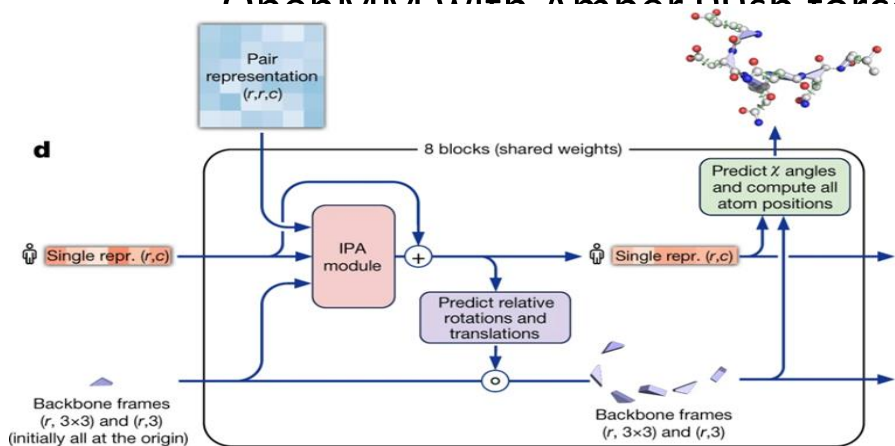 Pair
representation
(r,r,c)
d
8 blocks (shared weights)
Predict χ angles
and compute all
atom positions
Single repr. (r,c)
IPA
module
+
Single repr. (r,c)
Predict relative
rotations and
translations
Backbone frames
(r, 3×3) and (r,3)
(initially all at the origin)
Backbone frames
(r, 3×3) and (r,3)